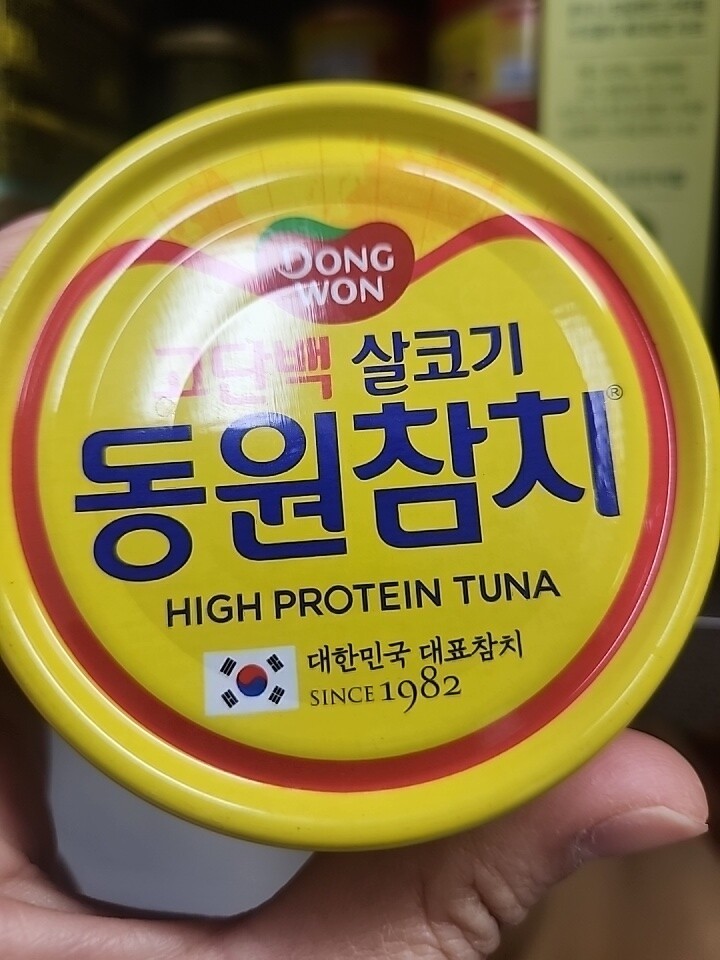 DONG
WON
고단백 살코기
동원참치®
HIGH PROTEIN TUNA
대한민국 대표참치
SINCE 1982